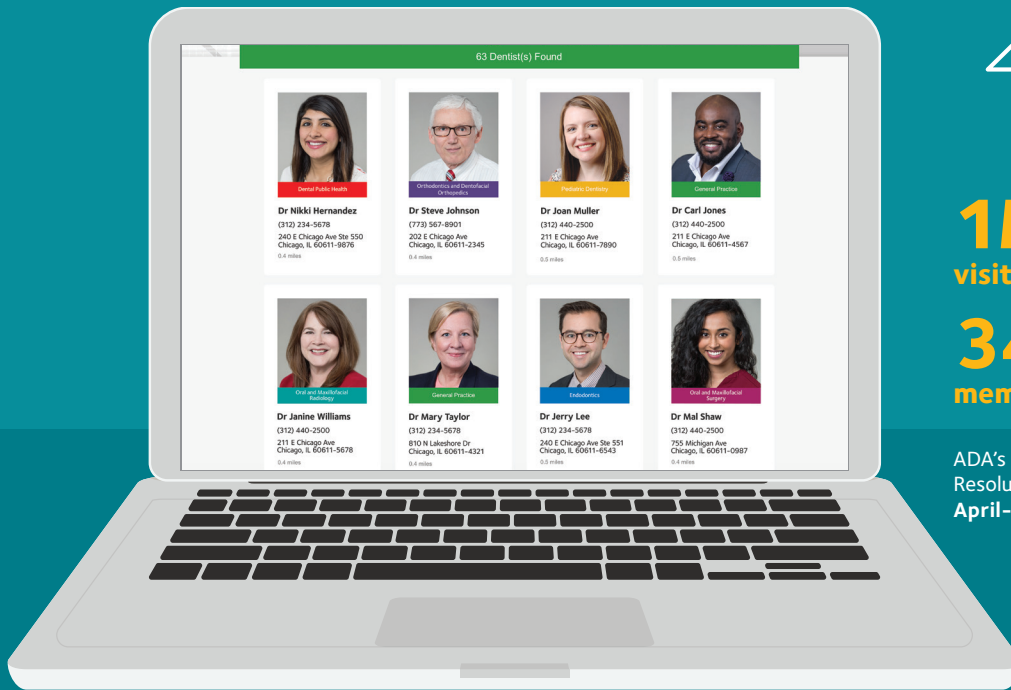 63 Dentist(s) Found
Dental Public Health
Dr Nikki Hernandez
(312) 234-5678
240 E Chicago Ave Ste 550
Chicago, IL 60611-9876
0.4 miles
Orthodontics and Dentofacial
Orthopedics
Dr Steve Johnson
(773) 567-8901
202 E Chicago Ave
Chicago, IL 60611-2345
0.4 miles
Pediatric Dentistry
Dr Joan Muller
(312) 440-2500
211 E Chicago Ave
Chicago, IL 60611-7890
0.5 miles
General Practice
Dr Carl Jones
(312) 440-2500
211 E Chicago Ave
Chicago, IL 60611-4567
0.5 miles
Oral and Maxillofacial
Radiology
Dr Janine Williams
(312) 440-2500
211 E Chicago Ave
Chicago, IL 60611-5678
0.4 miles
General Practice
Dr Mary Taylor
(312) 234-5678
810 N Lakeshore Dr
Chicago, IL 60611-4321
0.4 miles
Endodontics
Dr Jerry Lee
(312) 234-5678
240 E Chicago Ave Ste 551
Chicago, IL 60611-6543
0.5 miles
Oral and Maxillofacial
Surgery
Dr Mal Shaw
(312) 440-2500
755 Michigan Ave
Chicago, IL 60611-0987
0.4 miles
visit
34
mem
ADA's
Resolu
April-